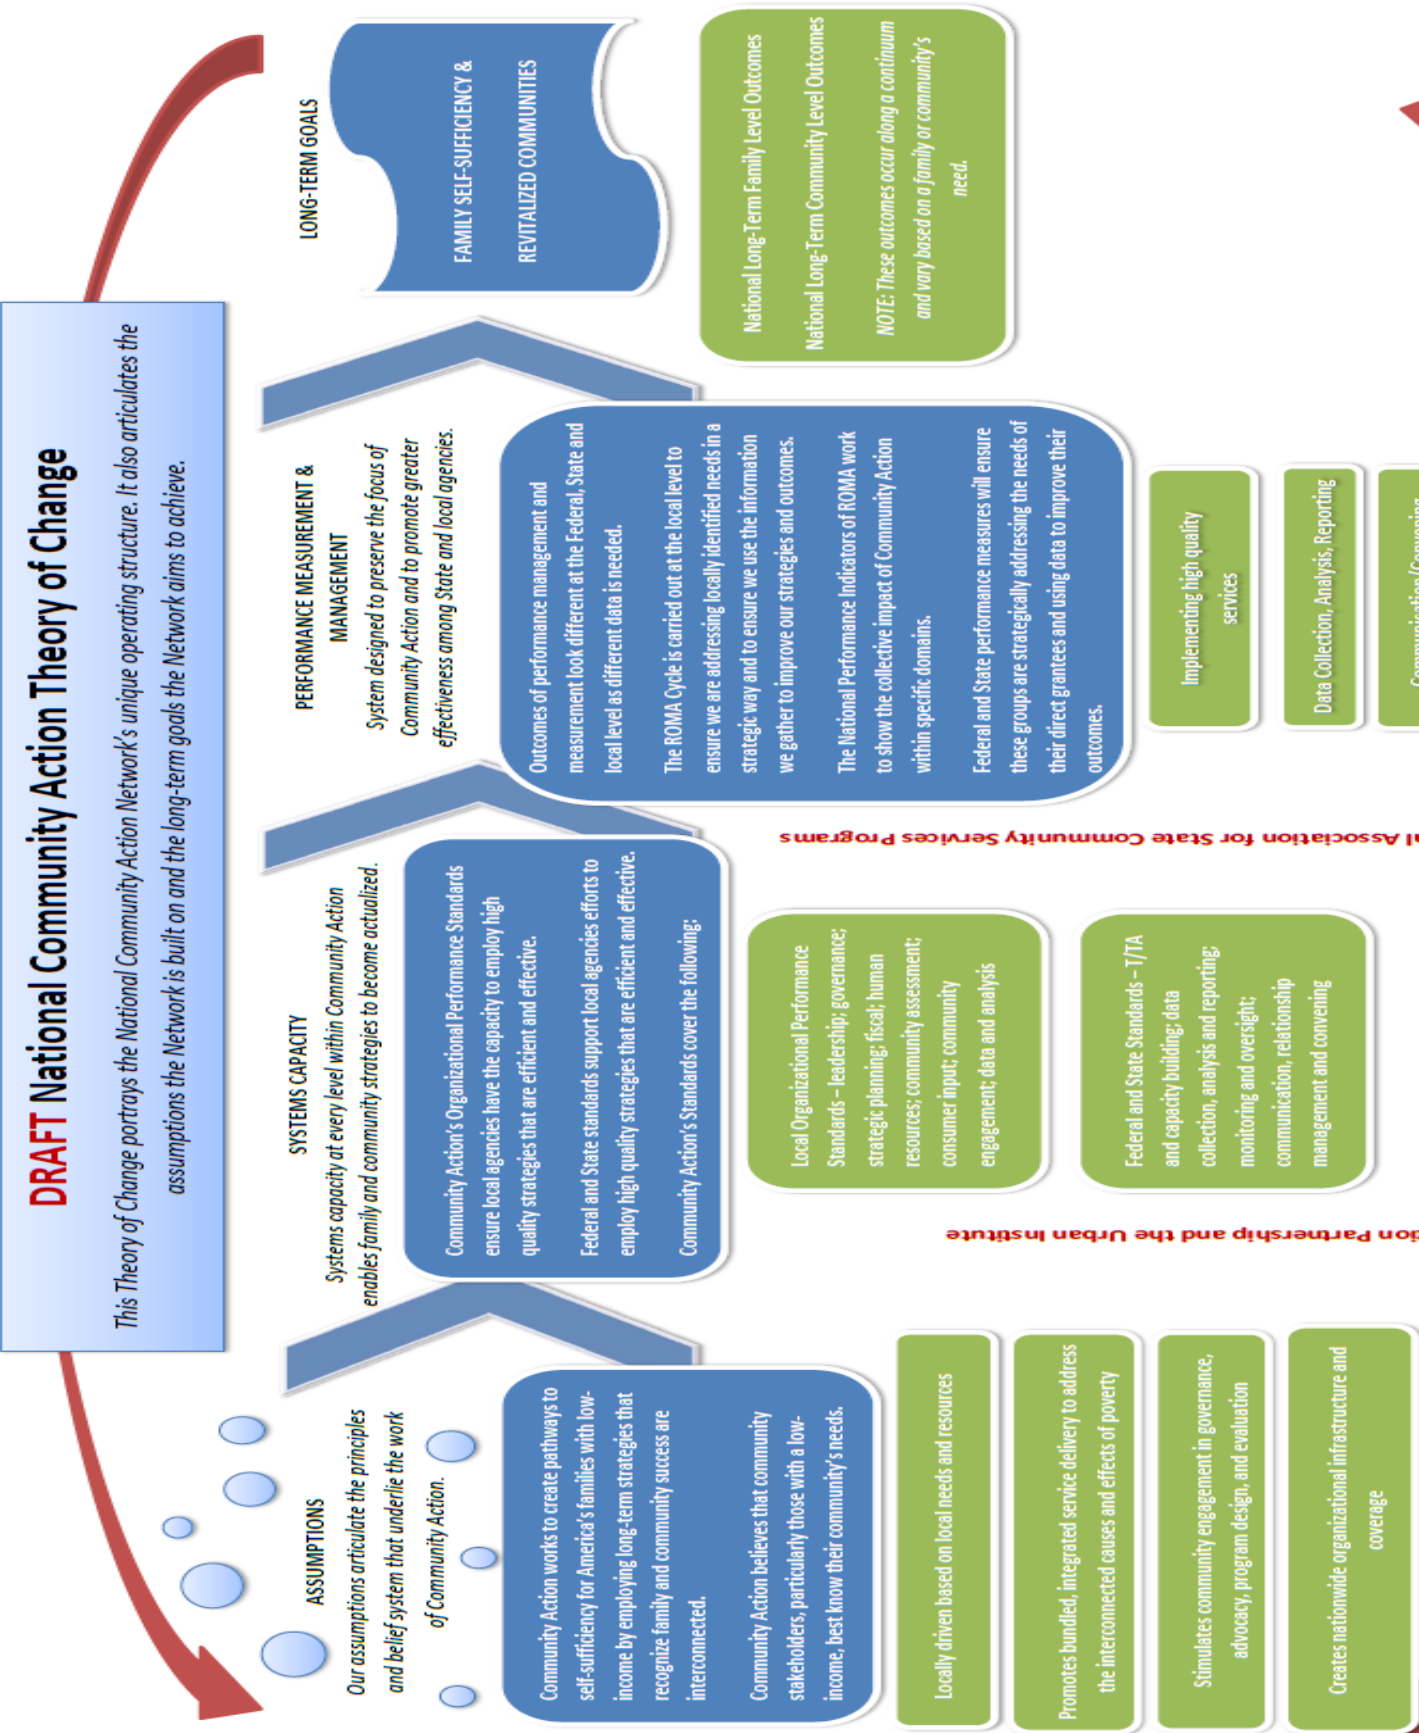 DRAFT National Community Action Theory of Change
This Theory of Change portrays the National Community Action Network's unique operating structure. It also articulates the
assumptions the Network is built on and the long-term goals the Network aims to achieve.
ASSUMPTIONS
Our assumptions articulate the principles
and belief system that underlie the work
of Community Action.
Community Action works to create pathways to
self-sufficiency for America's families with low-
income by employing long-term strategies that
recognize family and community success are
interconnected.
Community Action believes that community
stakeholders, particularly those with a low-
income, best know their community's needs.
Locally driven based on local needs and resources
Promotes bundled, integrated service delivery to address
the interconnected causes and effects of poverty
Stimulates community engagement in governance,
advocacy, program design, and evaluation
Creates nationwide organizational infrastructure and
coverage
SYSTEMS CAPACITY
Systems capacity at every level within Community Action
enables family and community strategies to become actualized.
Community Action's Organizational Performance Standards
ensure local agencies have the capacity to employ high
quality strategies that are efficient and effective.
Federal and State standards support local agencies efforts to
employ high quality strategies that are efficient and effective.
Community Action's Standards cover the following:
Local Organizational Performance
Standards – leadership; governance;
strategic planning; fiscal; human
resources; community assessment;
consumer input; community
engagement; data and analysis
Federal and State Standards – T/TA
and capacity building; data
collection, analysis and reporting;
monitoring and oversight;
communication, relationship
management and convening
PERFORMANCE MEASUREMENT &
MANAGEMENT
System designed to preserve the focus of
Community Action and to promote greater
effectiveness among State and local agencies.
Outcomes of performance management and
measurement look different at the Federal, State and
local level as different data is needed.
The ROMA Cycle is carried out at the local level to
ensure we are addressing locally identified needs in a
strategic way and to ensure we use the information
we gather to improve our strategies and outcomes.
The National Performance Indicators of ROMA work
to show the collective impact of Community Action
within specific domains.
Federal and State performance measures will ensure
these groups are strategically addressing the needs of
their direct grantees and using data to improve their
outcomes.
Implementing high quality
services
Data Collection, Analysis, Reporting
LONG-TERM GOALS
FAMILY SELF-SUFFICIENCY &
REVITALIZED COMMUNITIES
National Long-Term Family Level Outcomes
National Long-Term Community Level Outcomes
NOTE: These outcomes occur along a continuum
and vary based on a family or community's
need.
Association for State Community Services Programs
Partnership and the Urban Institute